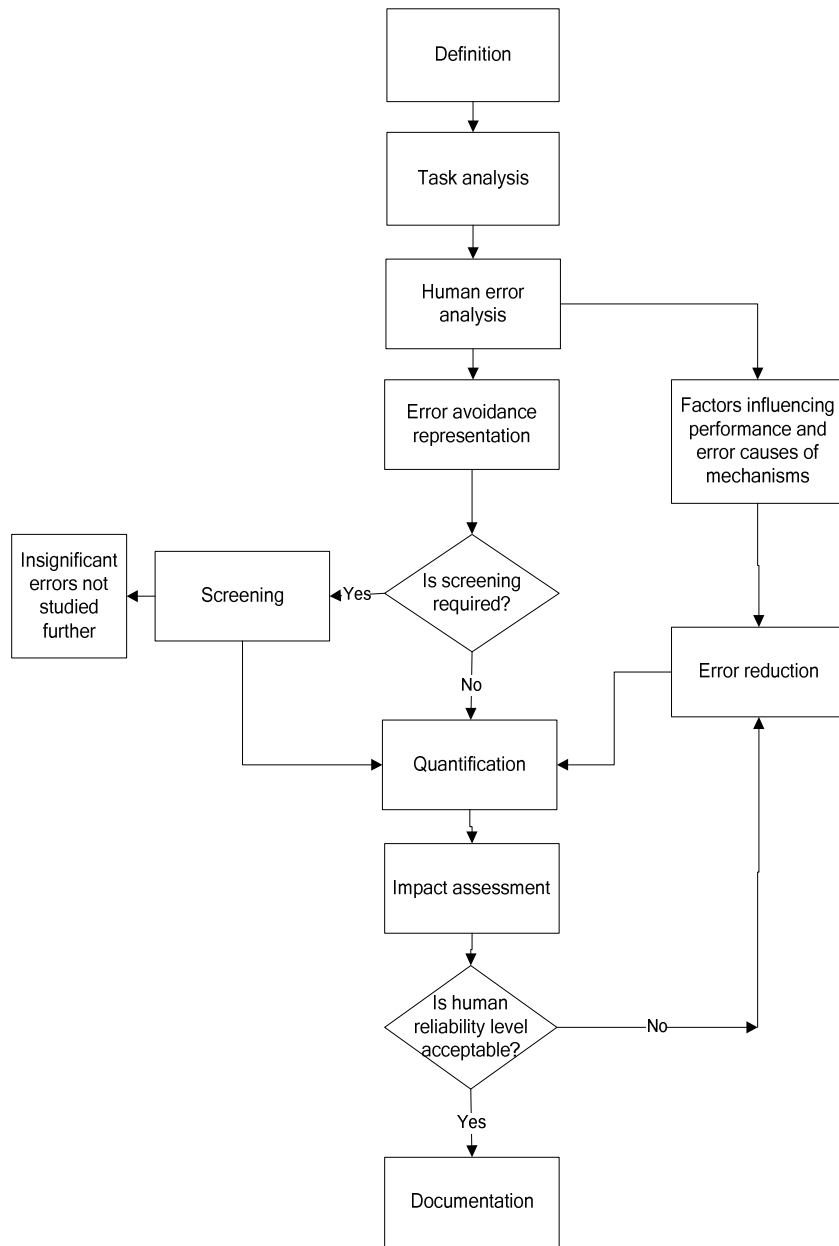 Definition
Task analysis
Human error
analysis
Error avoidance
representation
Factors influencing
performance and
error causes of
mechanisms
Insignificant
errors not
studied
further
Screening
Yes
Is screening
required?
No
Error reduction
Quantification
Impact assessment
Is human
reliability level
acceptable?
No
Yes
Documentation